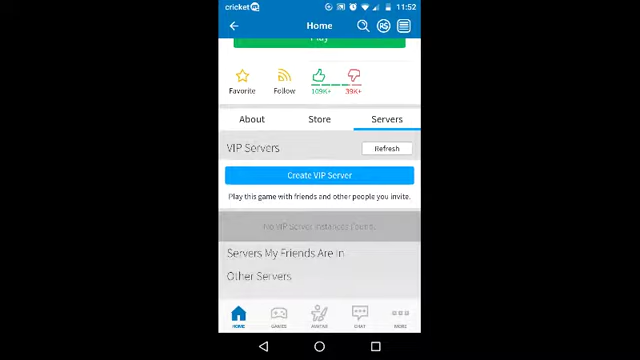 cricket 11:52
Home R$
Play
Favorite Follow 109K+ 39K+
About Store Servers
VIP Servers Refresh
Create VIP Server
Play this game with friends and other people you invite.
No VIP Server Instances Found.
Servers My Friends Are In
Other Servers
HOME GAMES AVATAR CHAT MORE